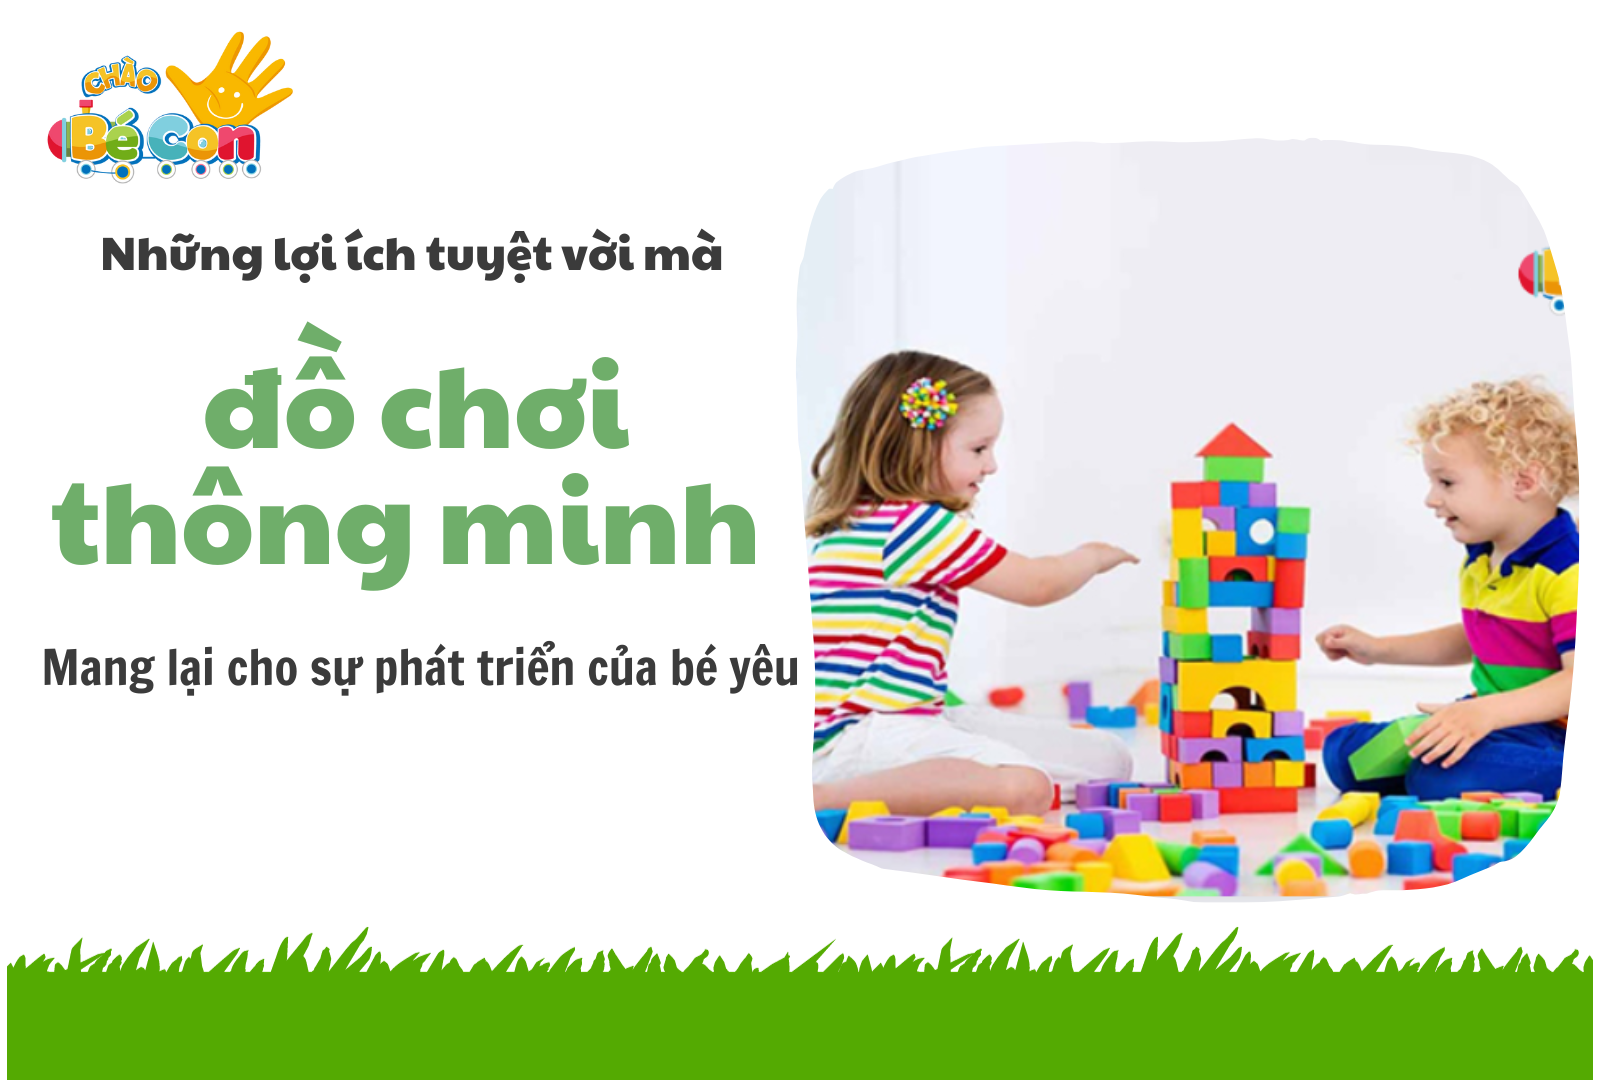 CHÀO
Bé Con
Những lợi ích tuyệt vời mà
đồ chơi
thông minh
Mang lại cho sự phát triển của bé yêu